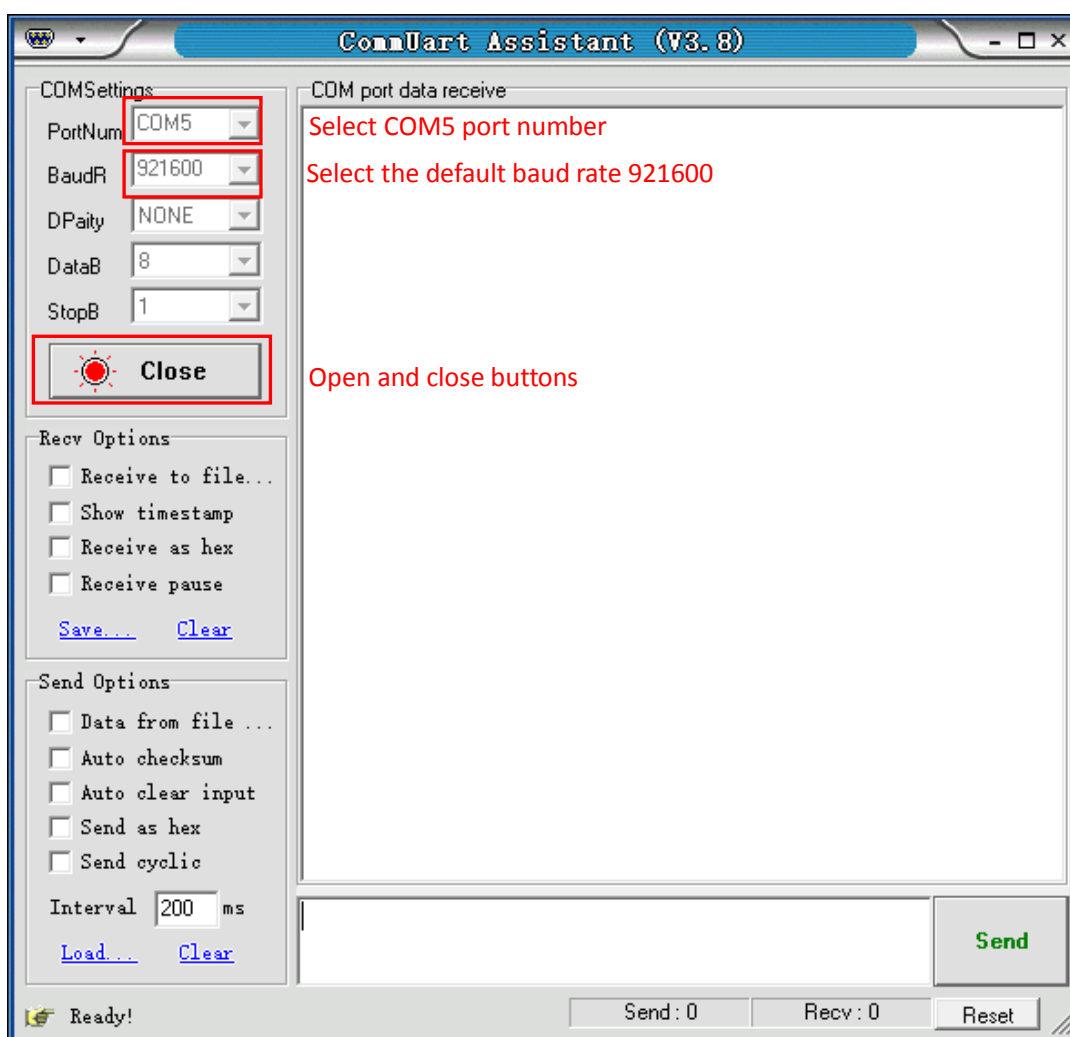 CommUart Assistant (V3.8)
COMSettings
PortNum COM5
BaudR 921600
DPaity NONE
DataB 8
StopB 1
Close
Recv Options
Receive to file...
Show timestamp
Receive as hex
Receive pause
Save... Clear
Send Options
Data from file ...
Auto checksum
Auto clear input
Send as hex
Send cyclic
Interval 200 ms
Load... Clear
COM port data receive
Select COM5 port number
Select the default baud rate 921600
Open and close buttons
Send
Ready!
Send : 0
Recv : 0
Reset